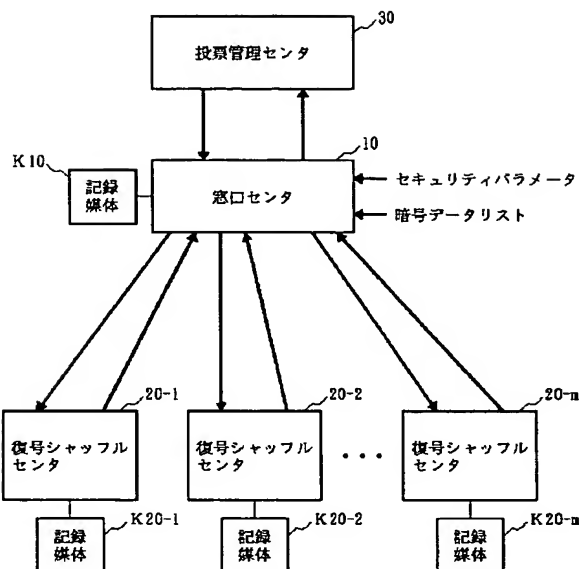 30
投票管理センタ
10
K10
記録
媒体
窓口センタ
セキュリティパラメータ
暗号データリスト
20-1
20-2
20-m
復号シャッフル
センタ
復号シャッフル
センタ
・・・
復号シャッフル
センタ
K20-1
K20-2
K20-m
記録
媒体
記録
媒体
記録
媒体